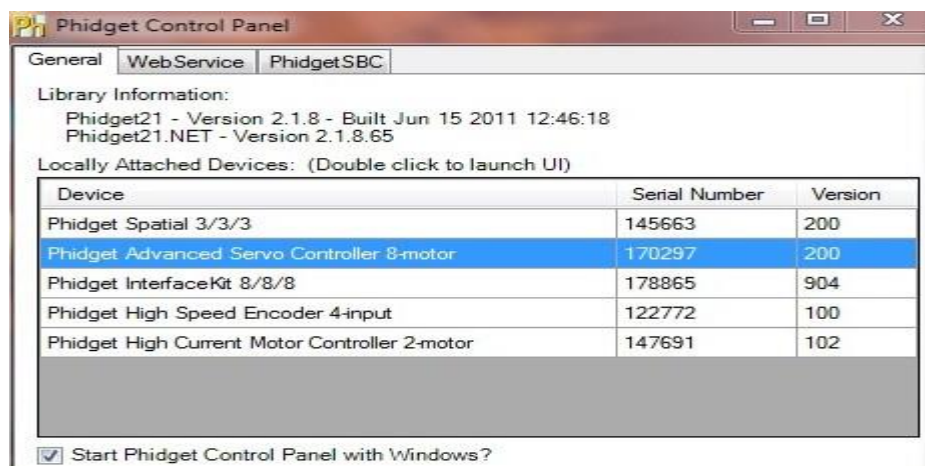 Ph Phidget Control Panel
General WebService PhidgetSBC
Library Information:
Phidget21 - Version 2.1.8 - Built Jun 15 2011 12:46:18
Phidget21.NET - Version 2.1.8.65
Locally Attached Devices: (Double click to launch UI)
Device Serial Number Version
Phidget Spatial 3/3/3 145663 200
Phidget Advanced Servo Controller 8-motor 170297 200
Phidget InterfaceKit 8/8/8 178865 904
Phidget High Speed Encoder 4-input 122772 100
Phidget High Current Motor Controller 2-motor 147691 102
Start Phidget Control Panel with Windows?